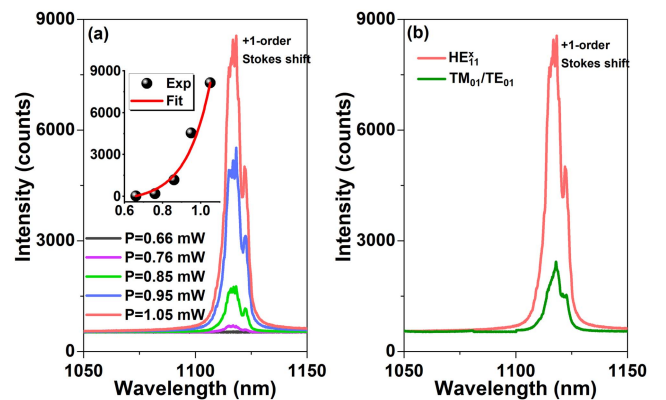 (a)
+1-order
Stokes shift
Exp
Fit
9000
6000
3000
0
0.6 0.8 1.0
P=0.66 mW
P=0.76 mW
P=0.85 mW
P=0.95 mW
P=1.05 mW
9000
6000
3000
0
1050 1100 1150
Wavelength (nm)
Intensity (counts)
(b)
+1-order
Stokes shift
HE₁₁ˣ
TM₀₁/TE₀₁
9000
6000
3000
0
1050 1100 1150
Wavelength (nm)
Intensity (counts)